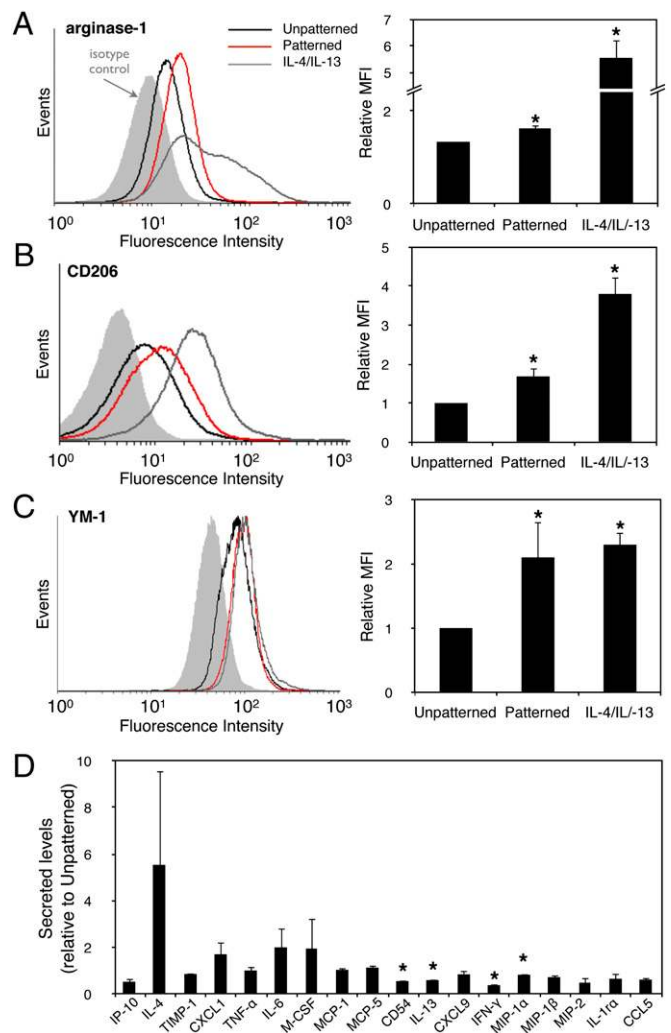 A
arginase-1
isotype
control
Unpatterned
Patterned
IL-4/IL-13
Events
10⁰ 10¹ 10² 10³
Fluorescence Intensity
Relative MFI
7
6
5
2
0
* *
Unpatterned Patterned IL-4/IL/-13
B
CD206
Events
10⁰ 10¹ 10² 10³
Fluorescence Intensity
Relative MFI
5
4
3
2
1
0
* *
Unpatterned Patterned IL-4/IL/-13
C
YM-1
Events
10⁰ 10¹ 10² 10³
Fluorescence Intensity
Relative MFI
3
2
1
0
* *
Unpatterned Patterned IL-4/IL/-13
D
Secreted levels
(relative to Unpatterned)
10
8
6
4
2
0
* * * *
IP-10 IL-4 TIMP-1 CXCL1 TNF-α IL-6 M-CSF MCP-1 MCP-5 CD54 IL-13 CXCL9 IFN-γ MIP-1α MIP-1β MIP-2 IL-1rα CCL5